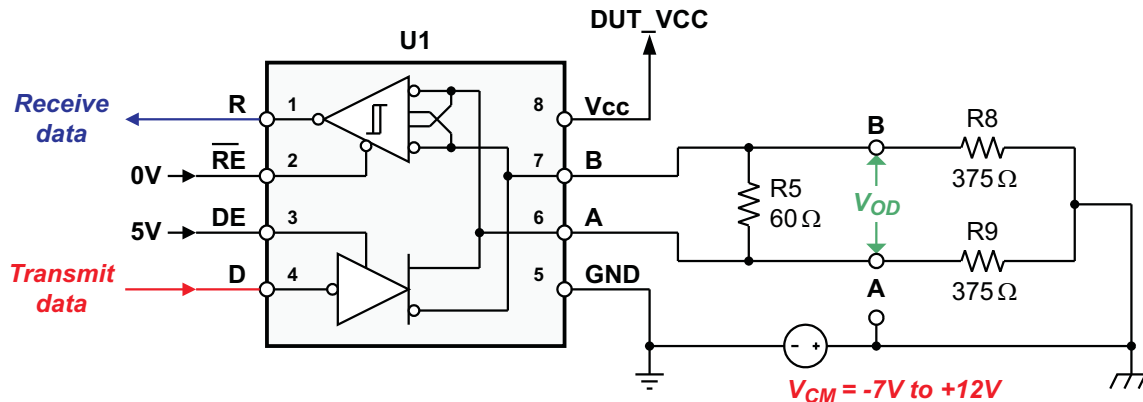 DUT_VCC
U1
Receive data
R
1
8
Vcc
0V
RE
2
7
B
5V
DE
3
6
A
Transmit data
D
4
5
GND
R5
60 Ω
B
VOD
A
R8
375 Ω
R9
375 Ω
- +
VCM = -7V to +12V